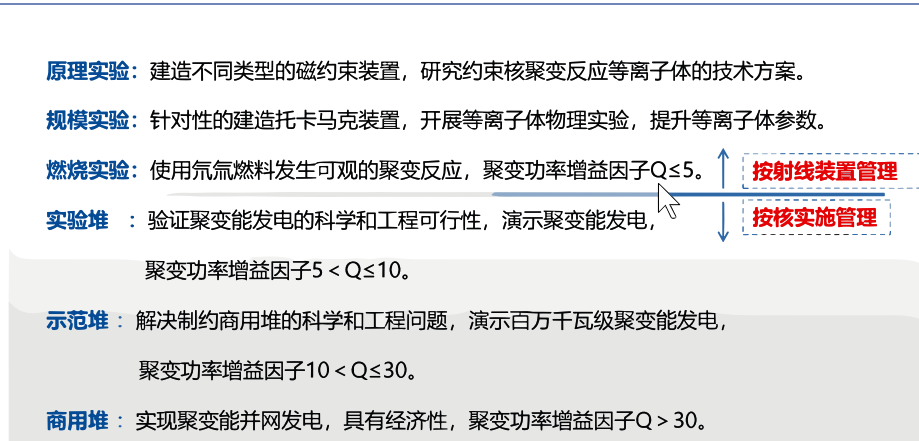 原理实验：建造不同类型的磁约束装置，研究约束核聚变反应等离子体的技术方案。
规模实验：针对性的建造托卡马克装置，开展等离子体物理实验，提升等离子体参数。
燃烧实验：使用氘氚燃料发生可观的聚变反应，聚变功率增益因子Q≤5。
按射线装置管理
实验堆 ：验证聚变能发电的科学和工程可行性，演示聚变能发电，
按核实施管理
聚变功率增益因子5＜Q≤10。
示范堆：解决制约商用堆的科学和工程问题，演示百万千瓦级聚变能发电，
聚变功率增益因子10＜Q≤30。
商用堆：实现聚变能并网发电，具有经济性，聚变功率增益因子Q＞30。